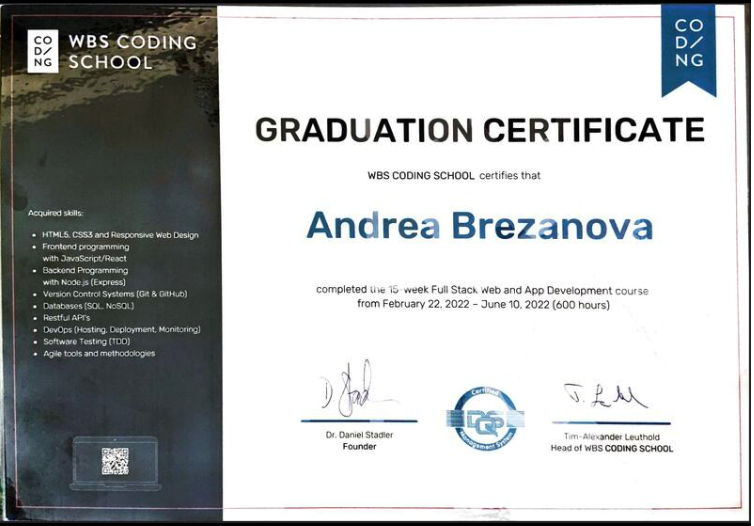 CO
D/
NG
WBS CODING
SCHOOL
CO
D/
NG
GRADUATION CERTIFICATE
WBS CODING SCHOOL certifies that
Andrea Brezanova
completed the 15-week Full Stack Web and App Development course
from February 22, 2022 – June 10, 2022 (600 hours)
Acquired skills:
• HTML5, CSS3 and Responsive Web Design
• Frontend programming
with JavaScript/React
• Backend Programming
with Node.js (Express)
• Version Control Systems (Git & GitHub)
• Databases (SQL, NoSQL)
• Restful API's
• DevOps (Hosting, Deployment, Monitoring)
• Software Testing (TDD)
• Agile tools and methodologies
Dr. Daniel Stadler
Founder
Certified
DQS
Management System
Tim-Alexander Leuthold
Head of WBS CODING SCHOOL